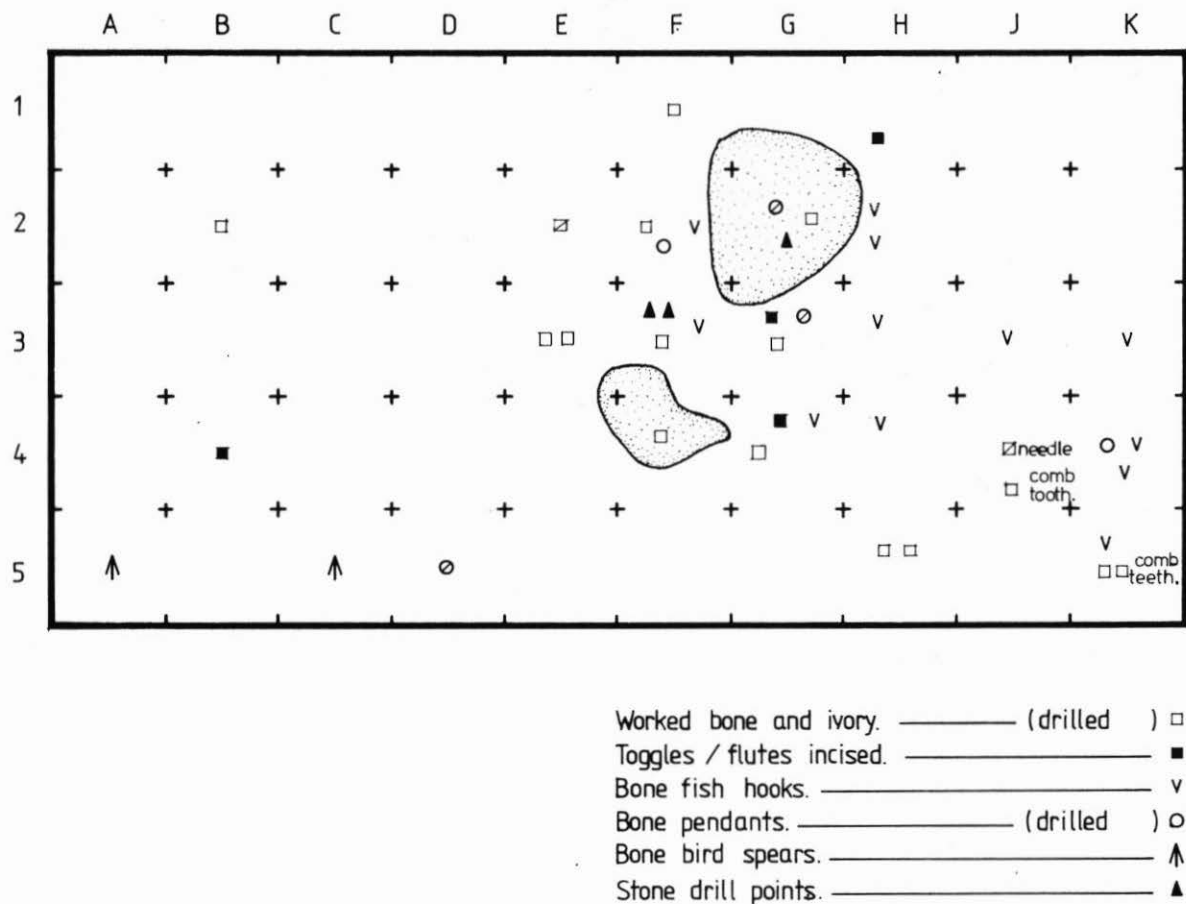 A B C D E F G H J K
1
2
3
4
needle
comb
tooth.
5
comb
teeth.
Worked bone and ivory. (drilled )
Toggles / flutes incised.
Bone fish hooks.
Bone pendants. (drilled )
Bone bird spears.
Stone drill points.